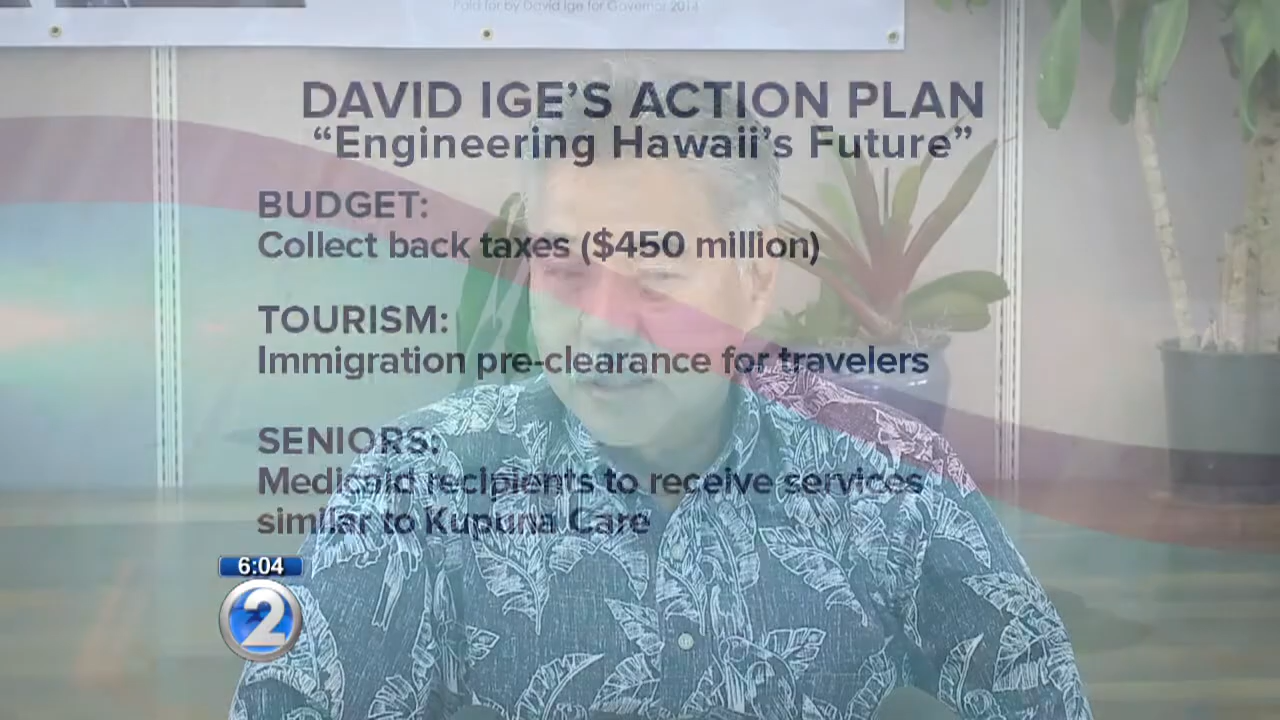 Paid for by David Ige for Governor 2014
DAVID IGE'S ACTION PLAN
“Engineering Hawaii's Future”
BUDGET:
Collect back taxes ($450 million)
TOURISM:
Immigration pre-clearance for travelers
SENIORS:
Medicaid recipients to receive services
similar to Kupuna Care
6:04
2